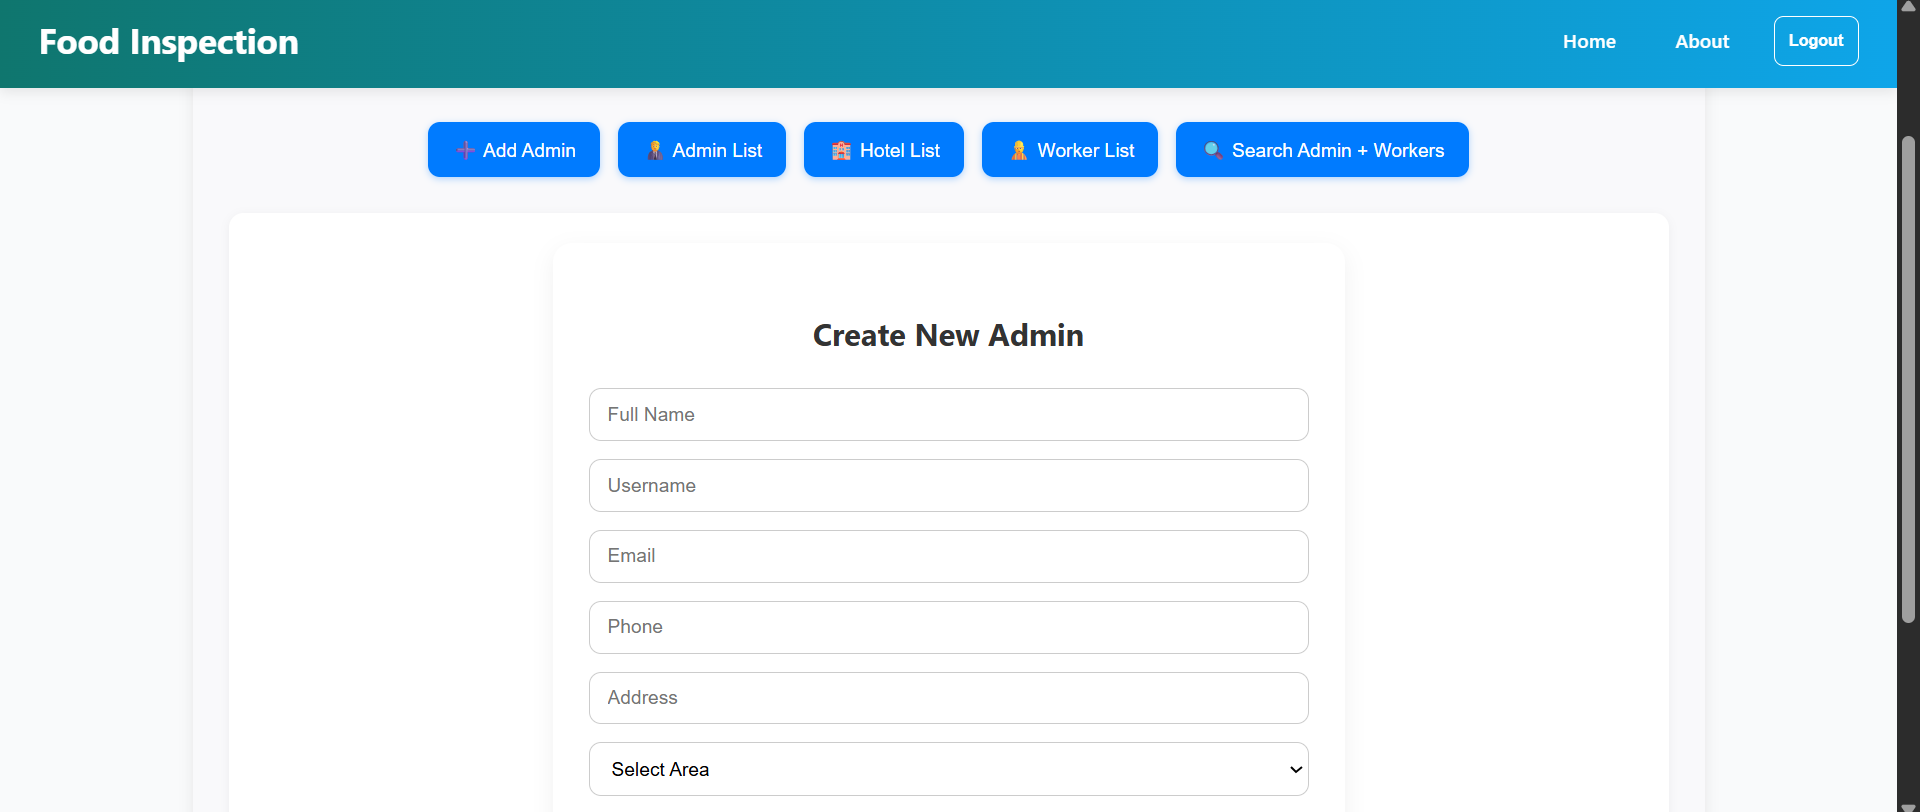 Food Inspection
Home
About
Logout
➕ Add Admin
Admin List
Hotel List
Worker List
Search Admin + Workers
Create New Admin
Full Name
Username
Email
Phone
Address
Select Area